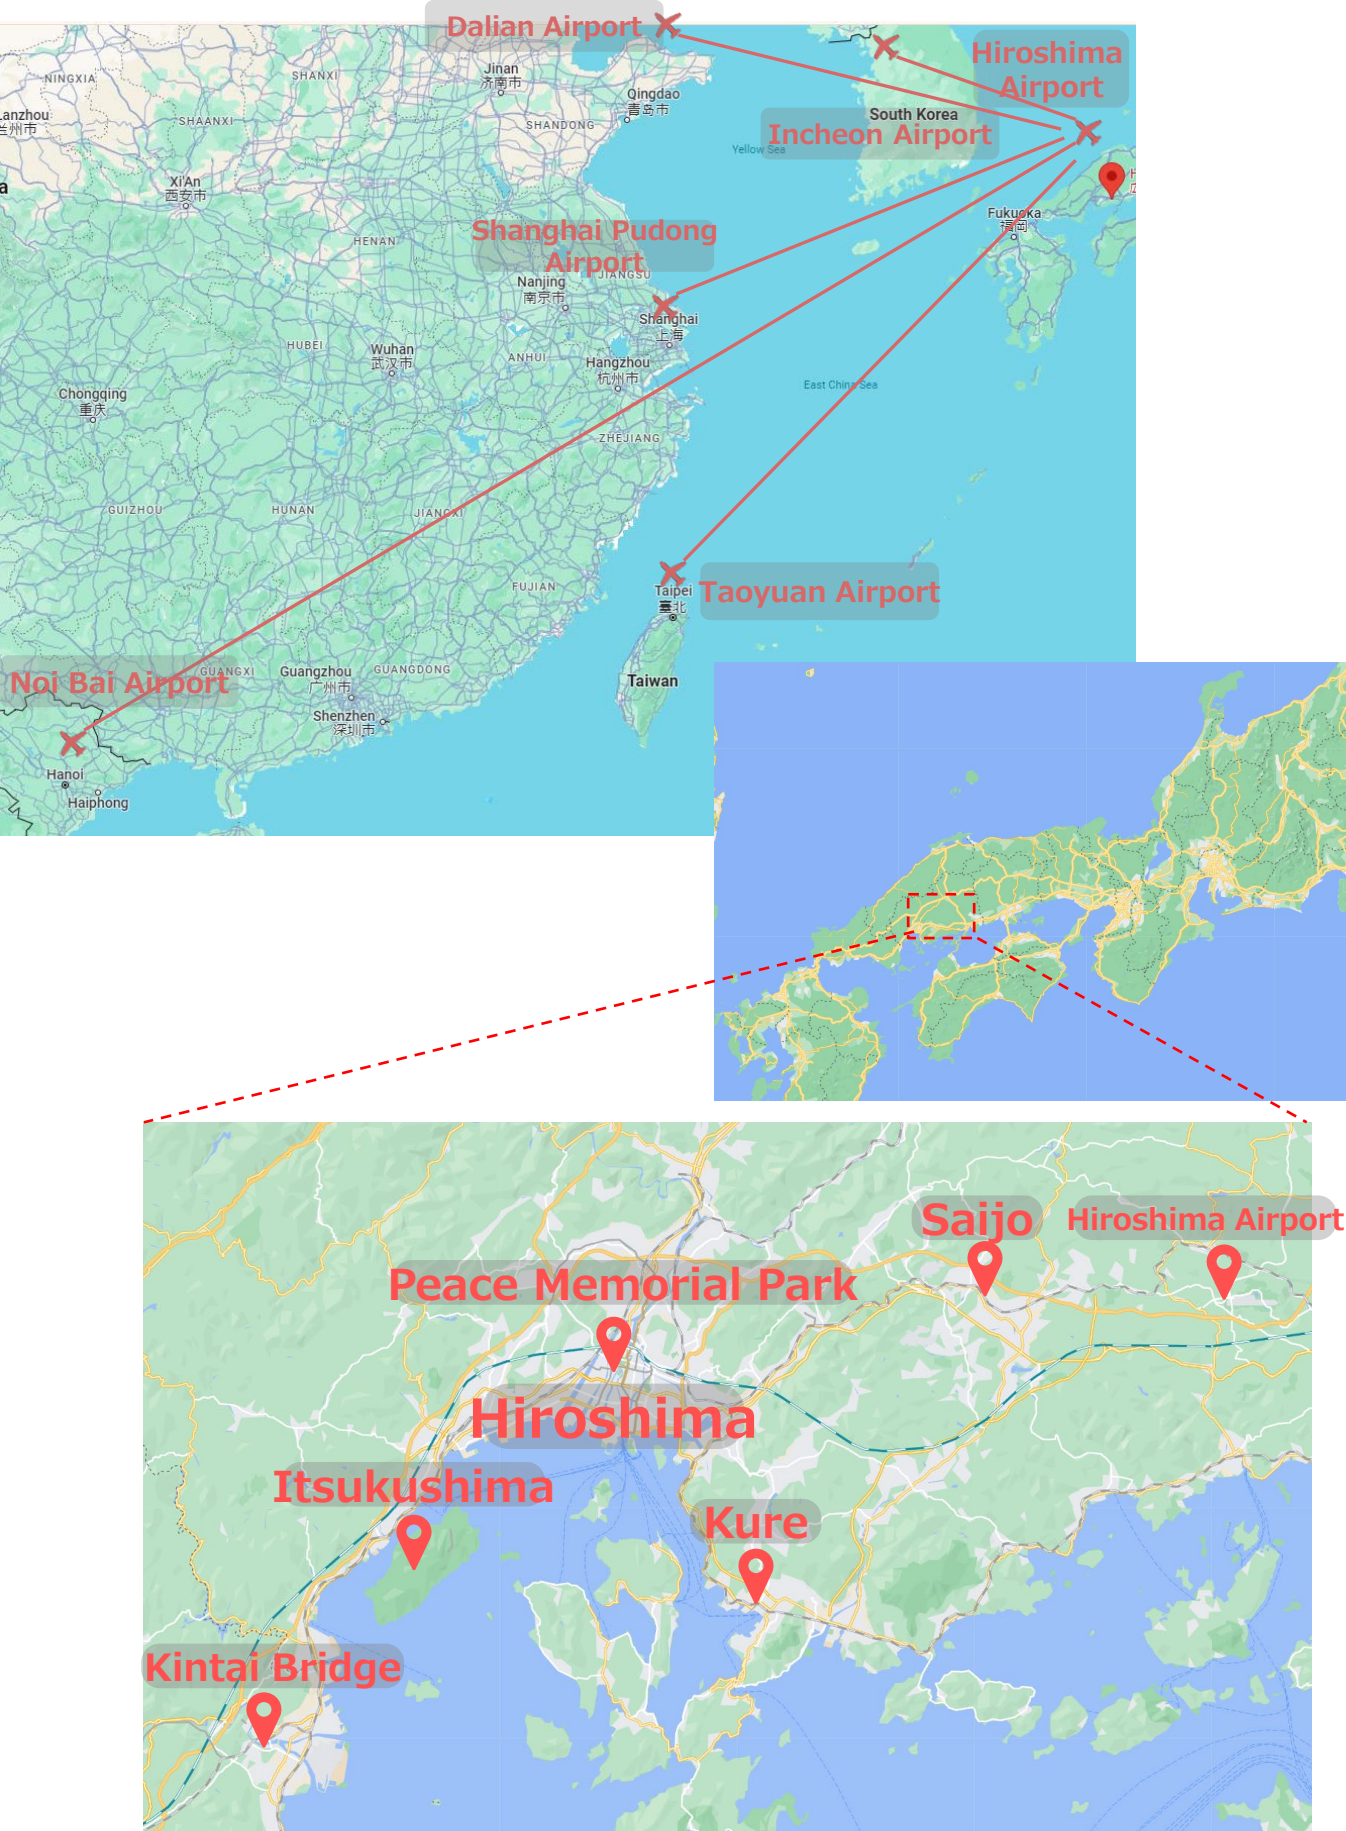 Dalian Airport
Hiroshima
Airport
NINGXIA
SHANXI
Jinan
济南市
Qingdao
青岛市
Lanzhou
兰州市
SHAANXI
SHANDONG
South Korea
Incheon Airport
Yellow Sea
a
Xi'An
西安市
H
Fukuoka
福岡
Shanghai Pudong
Airport
HENAN
JIANGSU
Nanjing
南京市
Shanghai
上海
HUBEI
Wuhan
武汉市
ANHUI
Hangzhou
杭州市
East China Sea
Chongqing
重庆
ZHEJIANG
GUIZHOU
HUNAN
JIANGXI
FUJIAN
Taipei
臺北
Taoyuan Airport
Noi Bai Airport
GUANGXI
Guangzhou
广州市
GUANGDONG
Taiwan
Shenzhen
深圳市
Hanoi
Haiphong
Saijo
Hiroshima Airport
Peace Memorial Park
Hiroshima
Itsukushima
Kure
Kintai Bridge